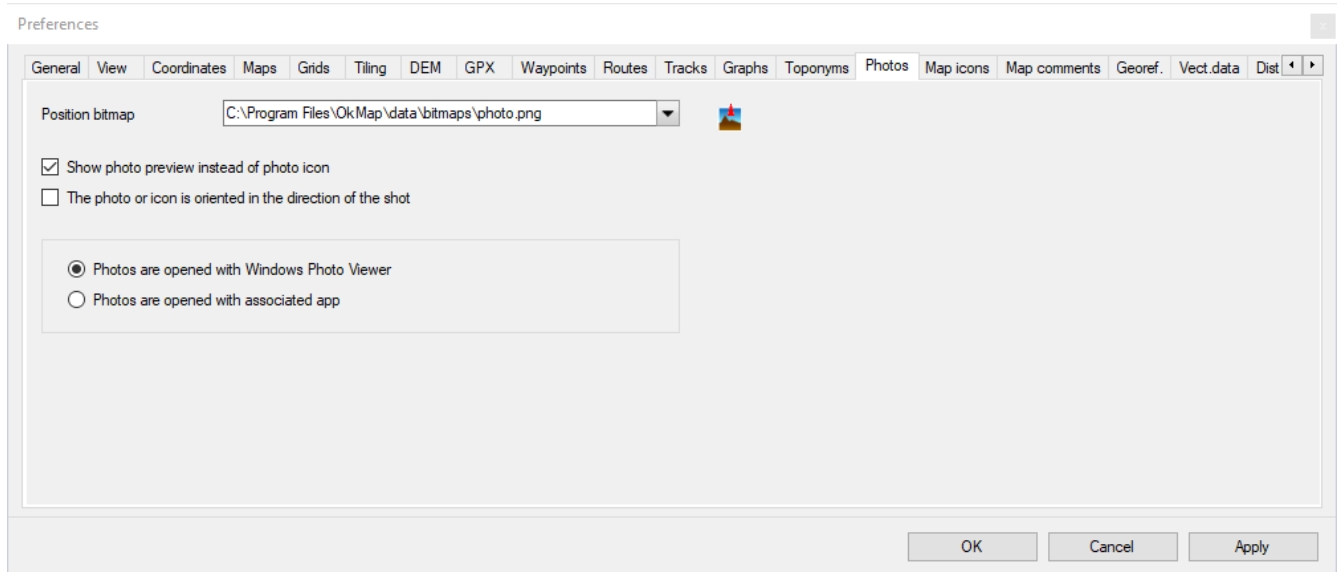 Preferences
General View Coordinates Maps Grids Tiling DEM GPX Waypoints Routes Tracks Graphs Toponyms Photos Map icons Map comments Georef. Vect.data Dist
Position bitmap C:\Program Files\OkMap\data\bitmaps\photo.png
Show photo preview instead of photo icon
The photo or icon is oriented in the direction of the shot
Photos are opened with Windows Photo Viewer
Photos are opened with associated app
OK Cancel Apply